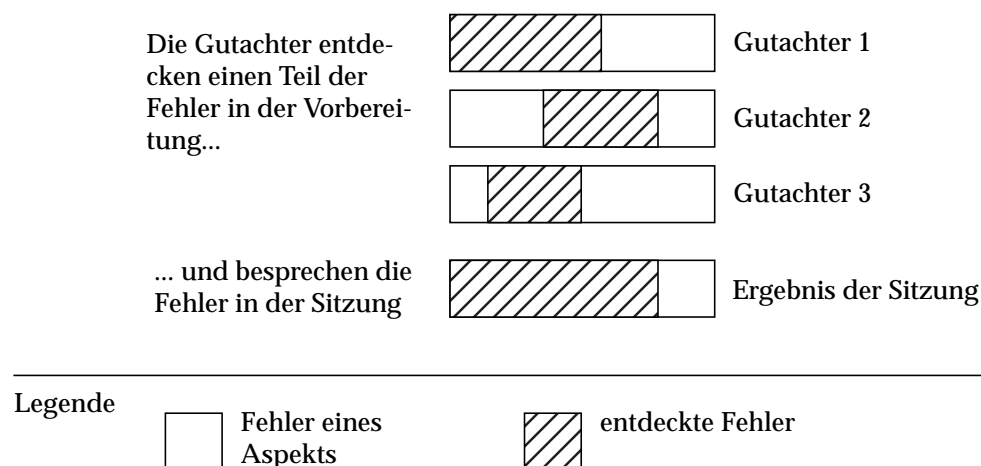 Die Gutachter entde-
cken einen Teil der
Fehler in der Vorberei-
tung...
Gutachter 1
Gutachter 2
Gutachter 3
... und besprechen die
Fehler in der Sitzung
Ergebnis der Sitzung
Legende
Fehler eines
Aspekts
entdeckte Fehler